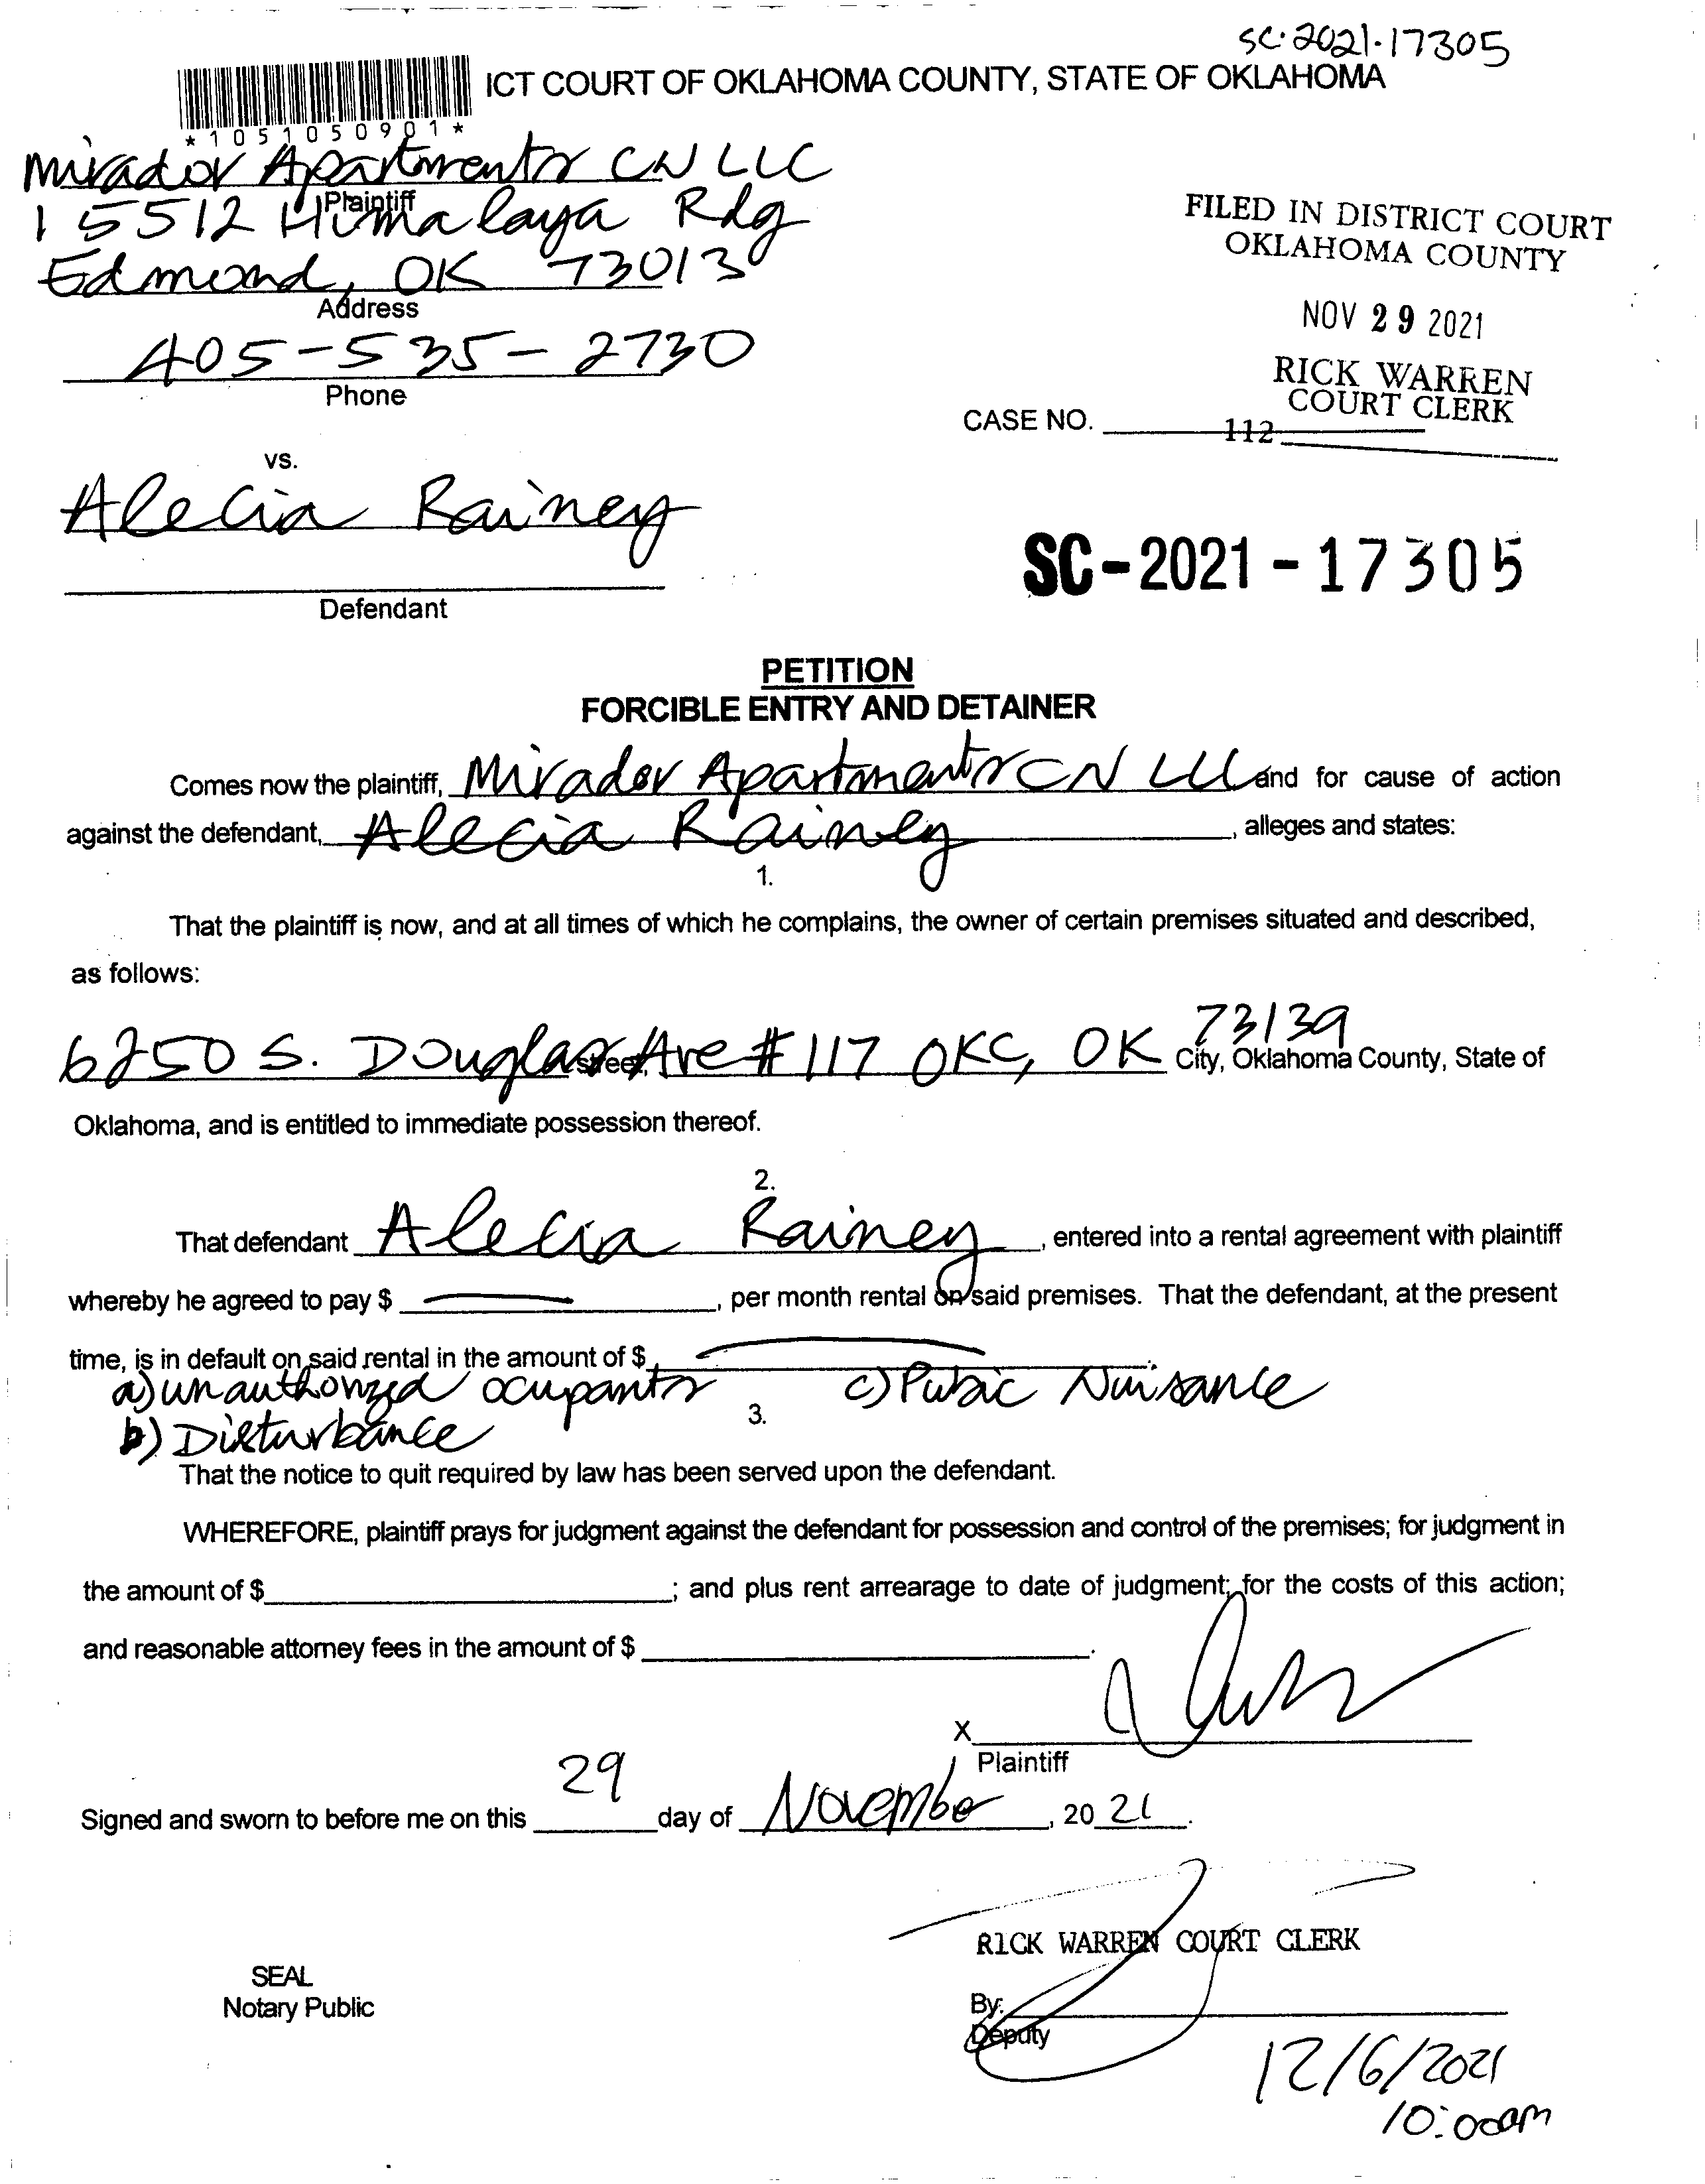 SC-2021-17305
ICT COURT OF OKLAHOMA COUNTY, STATE OF OKLAHOMA
*1051050901*
Mirador Apartments CN LLC
Plaintiff
15512 Himalaya Rdg
Edmond, OK 73013
Address
405-535-2730
Phone
FILED IN DISTRICT COURT
OKLAHOMA COUNTY
NOV 29 2021
RICK WARREN
COURT CLERK
CASE NO.
112
vs.
Alecia Rainey
Defendant
SC-2021-17305
PETITION
FORCIBLE ENTRY AND DETAINER
Comes now the plaintiff, Mirador Apartments CN LLC and for cause of action
against the defendant, Alecia Rainey, alleges and states:
1.
That the plaintiff is now, and at all times of which he complains, the owner of certain premises situated and described,
as follows:
6250 S. Douglas Ave #117 OKC, OK 73139 street, City, Oklahoma County, State of
Oklahoma, and is entitled to immediate possession thereof.
2.
That defendant Alecia Rainey, entered into a rental agreement with plaintiff
whereby he agreed to pay $ —, per month rental on said premises. That the defendant, at the present
time, is in default on said rental in the amount of $ —.
a) unauthorized ocupants c) Pubic Nuisance
b) Disturbance
3.
That the notice to quit required by law has been served upon the defendant.
WHEREFORE, plaintiff prays for judgment against the defendant for possession and control of the premises; for judgment in
the amount of $ ; and plus rent arrearage to date of judgment; for the costs of this action;
and reasonable attorney fees in the amount of $ .
X
Plaintiff
Signed and sworn to before me on this 29 day of November, 2021.
RICK WARREN COURT CLERK
SEAL
Notary Public
By:
Deputy
12/6/2021
10:00am